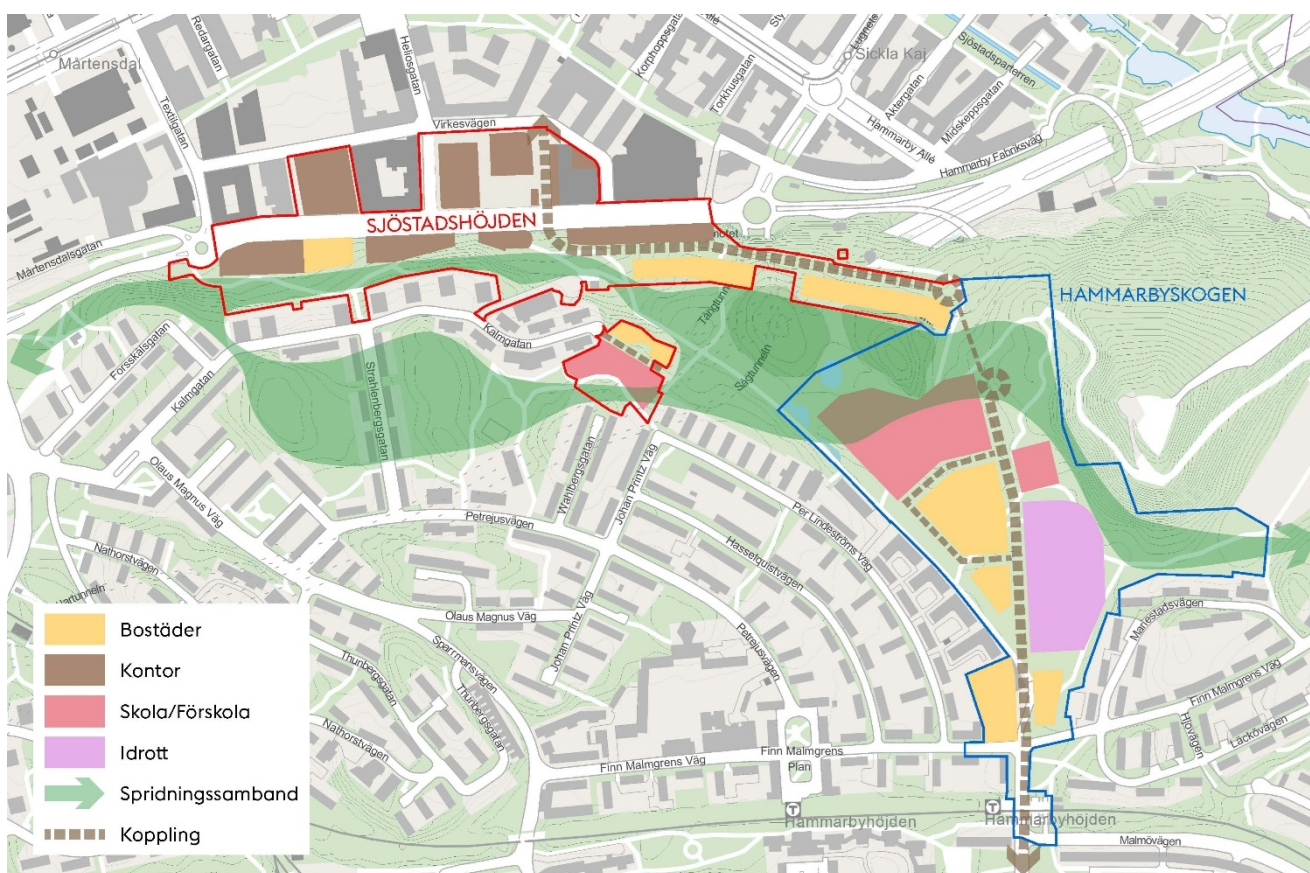 Mårtensdal
Redargatan
Textilgatan
Heliosgatan
Virkesvägen
Korphoppsgatan
Torkhusgatan
Allé
Lugnets
Sickla Kaj
Aktergatan
Midskeppsgatan
Sjöstadsparterren
Hammarby Allé
Hammarby Fabriksväg
SJÖSTADSHÖJDEN
Mårtensdalsgatan
HAMMARBYSKOGEN
Forsskålsgatan
Kalmgatan
Strahlenbergsgatan
Kalmgatan
Tångtunneln
Sågtunneln
Olaus Magnus Väg
Wahlbergsgatan
Johan Printz Väg
Petrejusvägen
Per Lindeströms Väg
Hasselquistvägen
Nathorstvägen
Olaus Magnus Väg
Johan Printz Väg
Petrejusvägen
Sparrmansvägen
Thunbergsgatan
Thunbergsgatan
Nathorstvägen
Mariestadsvägen
Finn Malmgrens Väg
Hjovägen
Läckövägen
Finn Malmgrens Väg
Finn Malmgrens
Plan
T
Hammarbyhöjden
T
Hammarbyhöjden
Malmövägen
Bostäder
Kontor
Skola/Förskola
Idrott
Spridningssamband
Koppling